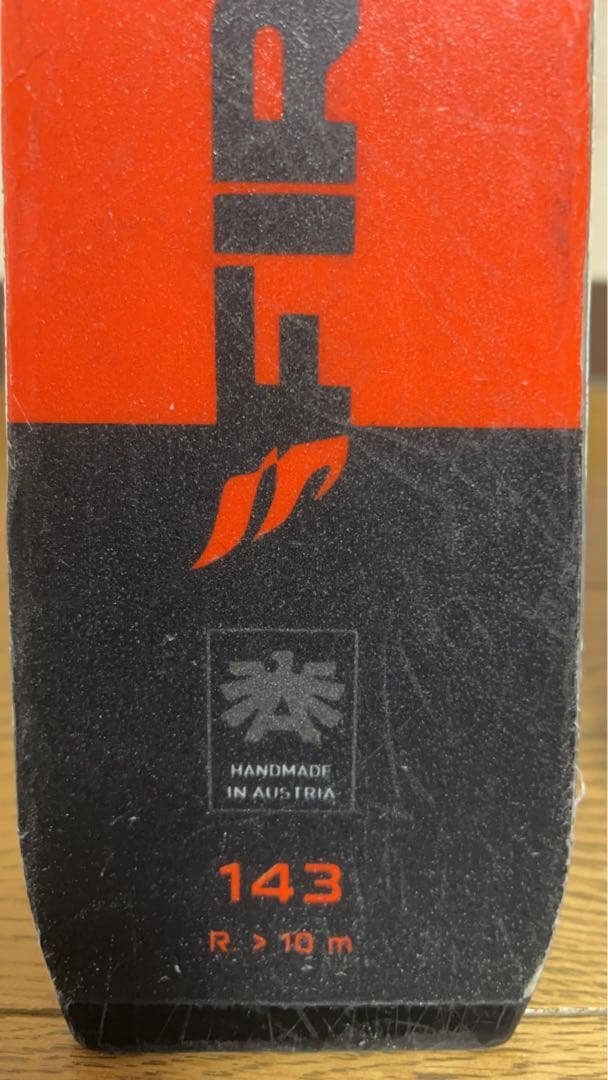 FIR
HANDMADE
IN AUSTRIA
143
R > 10 m